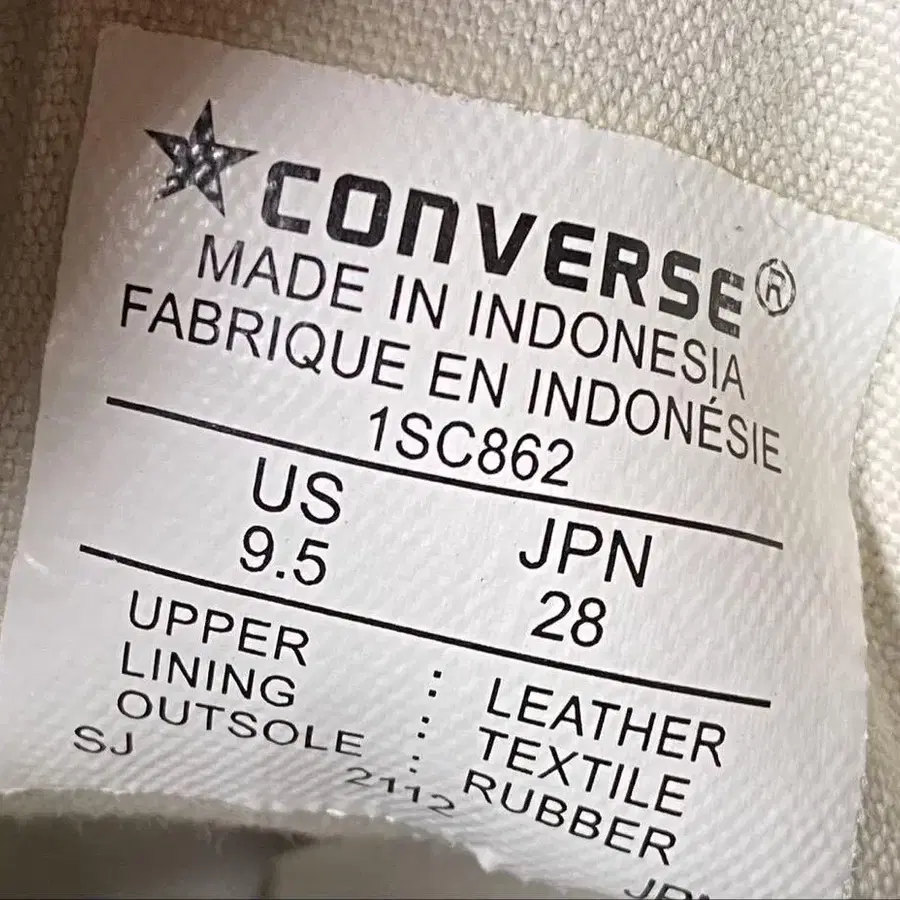 CONVERSE®
MADE IN INDONESIA
FABRIQUE EN INDONÉSIE
1SC862
US JPN
9.5 28
UPPER : LEATHER
LINING : TEXTILE
OUTSOLE : RUBBER
SJ 2112